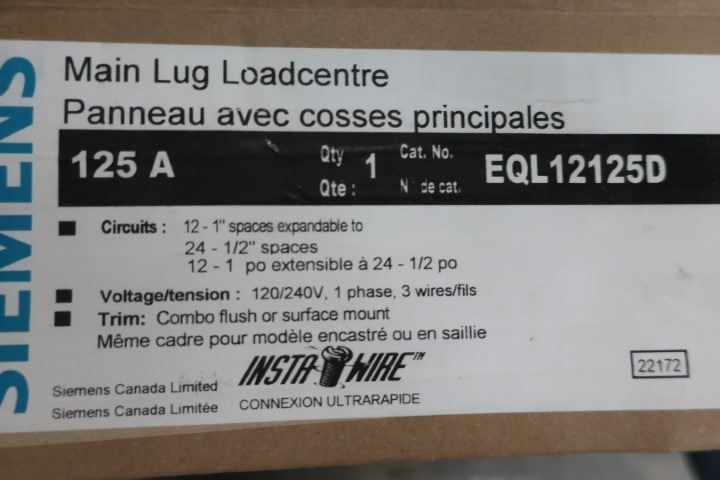 SIEMENS
Main Lug Loadcentre
Panneau avec cosses principales
125 A Qty 1 Cat. No. EQL12125D
Qte : N° de cat.
Circuits : 12 - 1" spaces expandable to
24 - 1/2" spaces
12 - 1 po extensible à 24 - 1/2 po
Voltage/tension : 120/240V, 1 phase, 3 wires/fils
Trim: Combo flush or surface mount
Même cadre pour modèle encastré ou en saillie
INSTA WIRE™
22172
Siemens Canada Limited
Siemens Canada Limitée CONNEXION ULTRARAPIDE